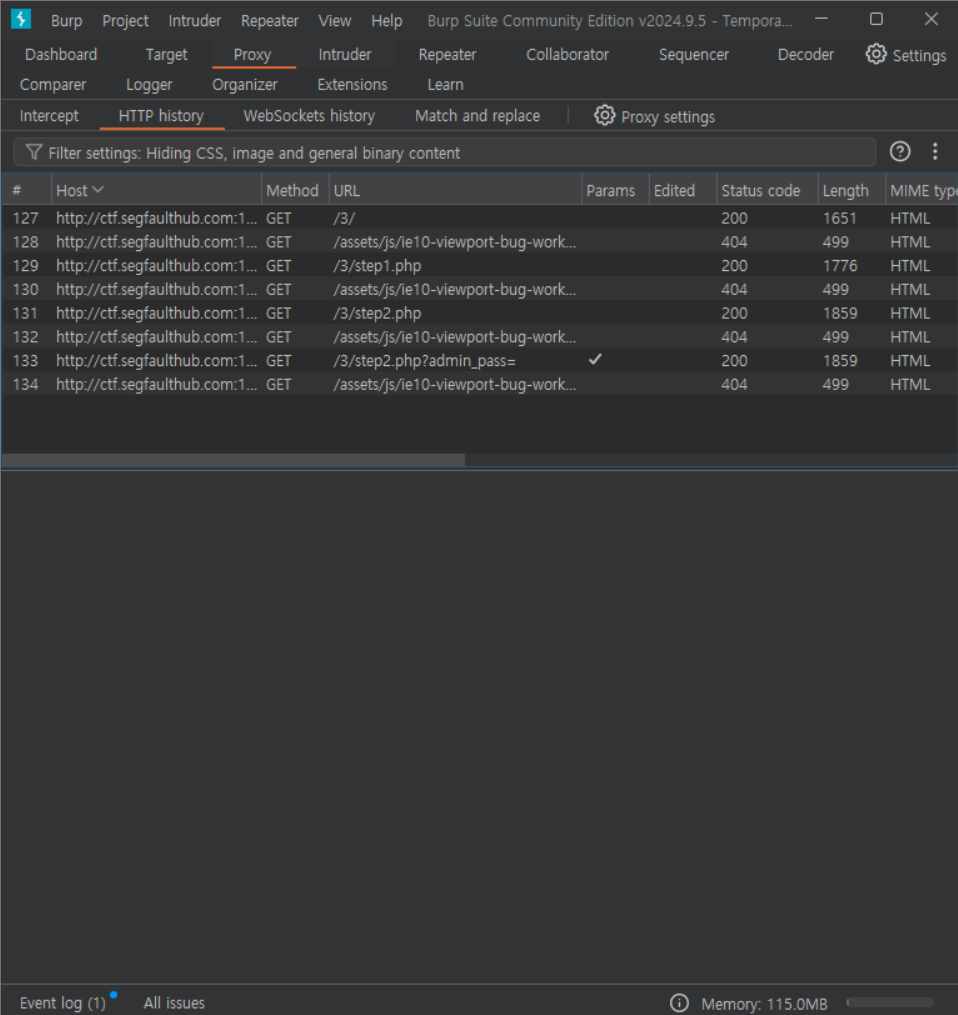 Burp Project Intruder Repeater View Help Burp Suite Community Edition v2024.9.5 - Tempora...
Dashboard Target Proxy Intruder Repeater Collaborator Sequencer Decoder Settings
Comparer Logger Organizer Extensions Learn
Intercept HTTP history WebSockets history Match and replace Proxy settings
Filter settings: Hiding CSS, image and general binary content
# Host Method URL Params Edited Status code Length MIME type
127 http://ctf.segfaulthub.com:1... GET /3/ 200 1651 HTML
128 http://ctf.segfaulthub.com:1... GET /assets/js/ie10-viewport-bug-work... 404 499 HTML
129 http://ctf.segfaulthub.com:1... GET /3/step1.php 200 1776 HTML
130 http://ctf.segfaulthub.com:1... GET /assets/js/ie10-viewport-bug-work... 404 499 HTML
131 http://ctf.segfaulthub.com:1... GET /3/step2.php 200 1859 HTML
132 http://ctf.segfaulthub.com:1... GET /assets/js/ie10-viewport-bug-work... 404 499 HTML
133 http://ctf.segfaulthub.com:1... GET /3/step2.php?admin_pass= ✓ 200 1859 HTML
134 http://ctf.segfaulthub.com:1... GET /assets/js/ie10-viewport-bug-work... 404 499 HTML
Event log (1) All issues Memory: 115.0MB